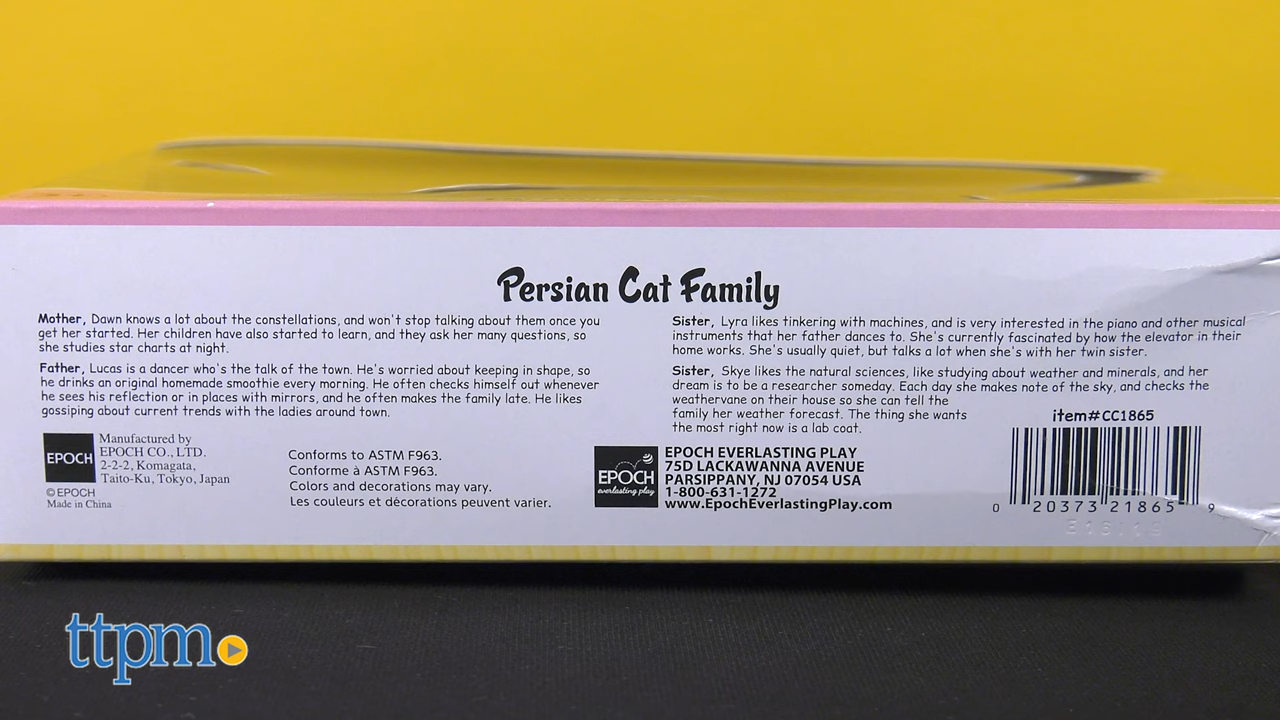 Persian Cat Family
Mother, Dawn knows a lot about the constellations, and won't stop talking about them once you
get her started. Her children have also started to learn, and they ask her many questions, so
she studies star charts at night.
Father, Lucas is a dancer who's the talk of the town. He's worried about keeping in shape, so
he drinks an original homemade smoothie every morning. He often checks himself out whenever
he sees his reflection or in places with mirrors, and he often makes the family late. He likes
gossiping about current trends with the ladies around town.
Sister, Lyra likes tinkering with machines, and is very interested in the piano and other musical
instruments that her father dances to. She's currently fascinated by how the elevator in their
home works. She's usually quiet, but talks a lot when she's with her twin sister.
Sister, Skye likes the natural sciences, like studying about weather and minerals, and her
dream is to be a researcher someday. Each day she makes note of the sky, and checks the
weathervane on their house so she can tell the
family her weather forecast. The thing she wants
the most right now is a lab coat.
EPOCH
Manufactured by
EPOCH CO., LTD.
2-2-2, Komagata,
Taito-Ku, Tokyo, Japan
© EPOCH
Made in China
Conforms to ASTM F963.
Conforme à ASTM F963.
Colors and decorations may vary.
Les couleurs et décorations peuvent varier.
EPOCH
everlasting play
EPOCH EVERLASTING PLAY
75D LACKAWANNA AVENUE
PARSIPPANY, NJ 07054 USA
1-800-631-1272
www.EpochEverlastingPlay.com
item#CC1865
0 20373 21865 9
ttpm